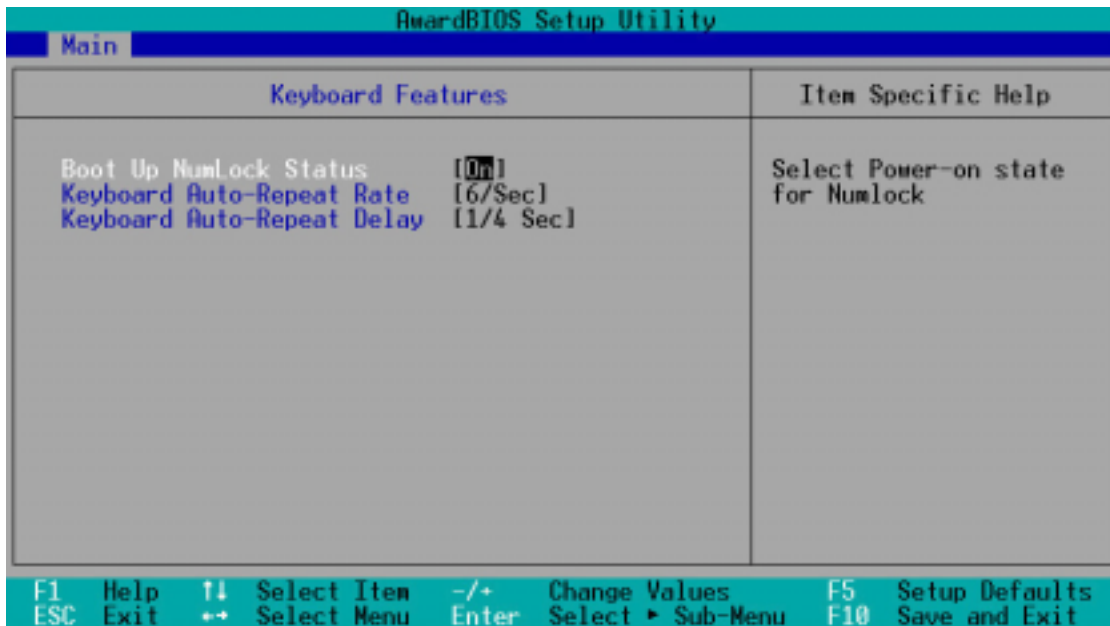 AwardBIOS Setup Utility
Main
Keyboard Features
Boot Up NumLock Status [On]
Keyboard Auto-Repeat Rate [6/Sec]
Keyboard Auto-Repeat Delay [1/4 Sec]
Item Specific Help
Select Power-on state
for Numlock
F1 Help ↑↓ Select Item -/+ Change Values F5 Setup Defaults
ESC Exit ←→ Select Menu Enter Select ► Sub-Menu F10 Save and Exit